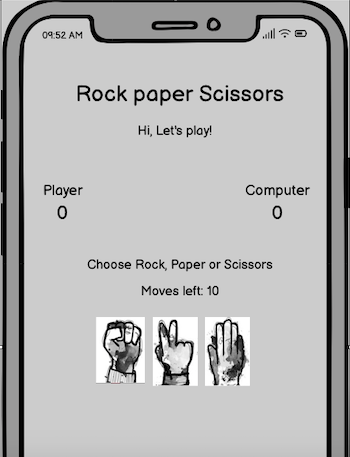 09:52 AM
Rock paper Scissors
Hi, Let's play!
Player
Computer
0
0
Choose Rock, Paper or Scissors
Moves left: 10